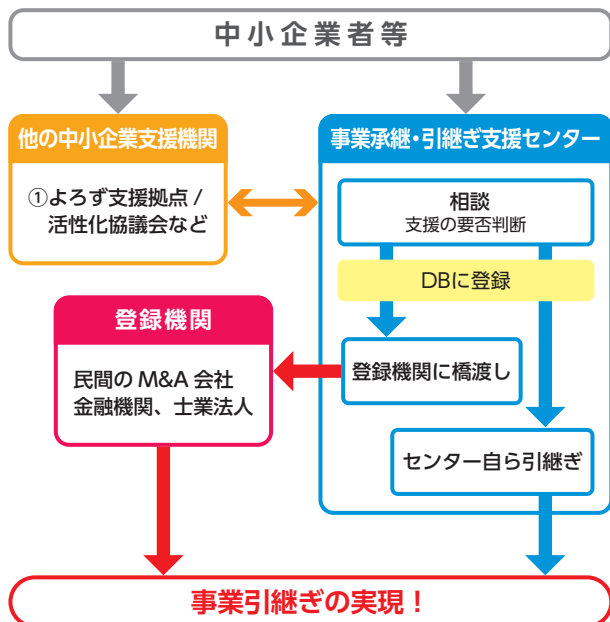 中小企業者等
他の中小企業支援機関
①よろず支援拠点 /
活性化協議会など
事業承継・引継ぎ支援センター
相談
支援の要否判断
DBに登録
登録機関に橋渡し
センター自ら引継ぎ
登録機関
民間の M&A 会社
金融機関、士業法人
事業引継ぎの実現！